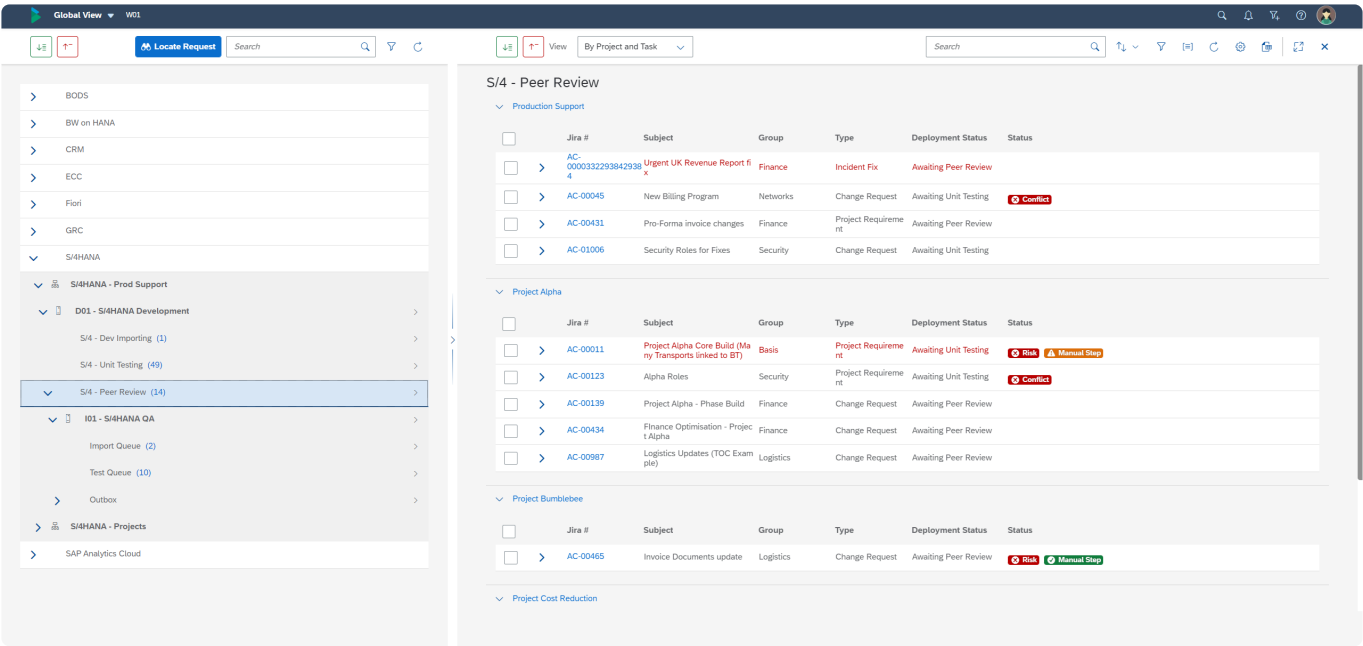 Global View W01
Locate Request Search
View By Project and Task Search
BODS
BW on HANA
CRM
ECC
Fiori
GRC
S/4HANA
S/4HANA - Prod Support
D01 - S/4HANA Development
S/4 - Dev Importing (1)
S/4 - Unit Testing (49)
S/4 - Peer Review (14)
I01 - S/4HANA QA
Import Queue (2)
Test Queue (10)
Outbox
S/4HANA - Projects
SAP Analytics Cloud
S/4 - Peer Review
Production Support
Jira # Subject Group Type Deployment Status Status
AC-
0000332293842938 Urgent UK Revenue Report fi Finance Incident Fix Awaiting Peer Review
4 x
AC-00045 New Billing Program Networks Change Request Awaiting Unit Testing Conflict
AC-00431 Pro-Forma invoice changes Finance Project Requireme Awaiting Peer Review
nt
AC-01006 Security Roles for Fixes Security Change Request Awaiting Unit Testing
Project Alpha
Jira # Subject Group Type Deployment Status Status
AC-00011 Project Alpha Core Build (Ma Basis Project Requireme Awaiting Unit Testing Risk Manual Step
ny Transports linked to BT) nt
AC-00123 Alpha Roles Security Project Requireme Awaiting Unit Testing Conflict
nt
AC-00139 Project Alpha - Phase Build Finance Change Request Awaiting Peer Review
AC-00434 FInance Optimisation - Projec Finance Change Request Awaiting Peer Review
t Alpha
AC-00987 Logistics Updates (TOC Exam Logistics Change Request Awaiting Peer Review
ple)
Project Bumblebee
Jira # Subject Group Type Deployment Status Status
AC-00465 Invoice Documents update Logistics Change Request Awaiting Peer Review Risk Manual Step
Project Cost Reduction